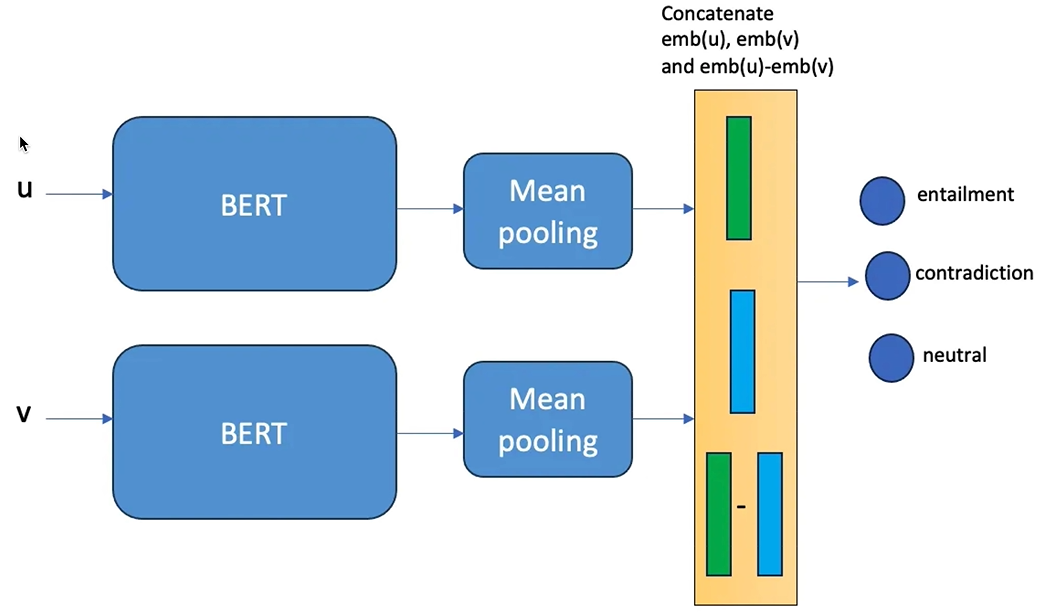 Concatenate
emb(u), emb(v)
and emb(u)-emb(v)
u
BERT
Mean
pooling
entailment
contradiction
neutral
v
BERT
Mean
pooling
-